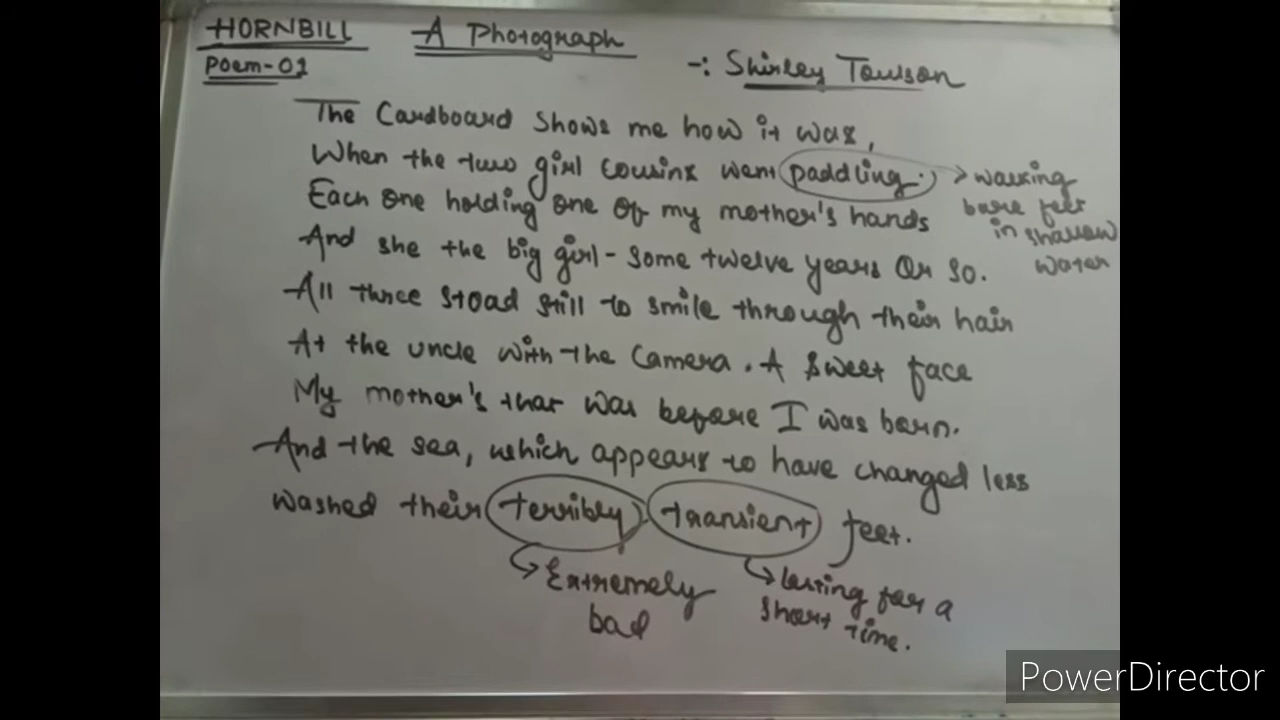 HORNBILL
A Photograph
Poem-01
-: Shirley Towlson
The Cardboard shows me how it was,
When the two girl cousins went paddling.
Each one holding one of my mother's hands
And she the big girl - some twelve years or so.
All three stood still to smile through their hair
At the uncle with the camera. A sweet face
My mother's that was before I was born.
And the sea, which appears to have changed less
washed their terribly transient feet.
walking
bare feet
in shallow
water
Extremely
bad
Lasting for a
short time.
PowerDirector